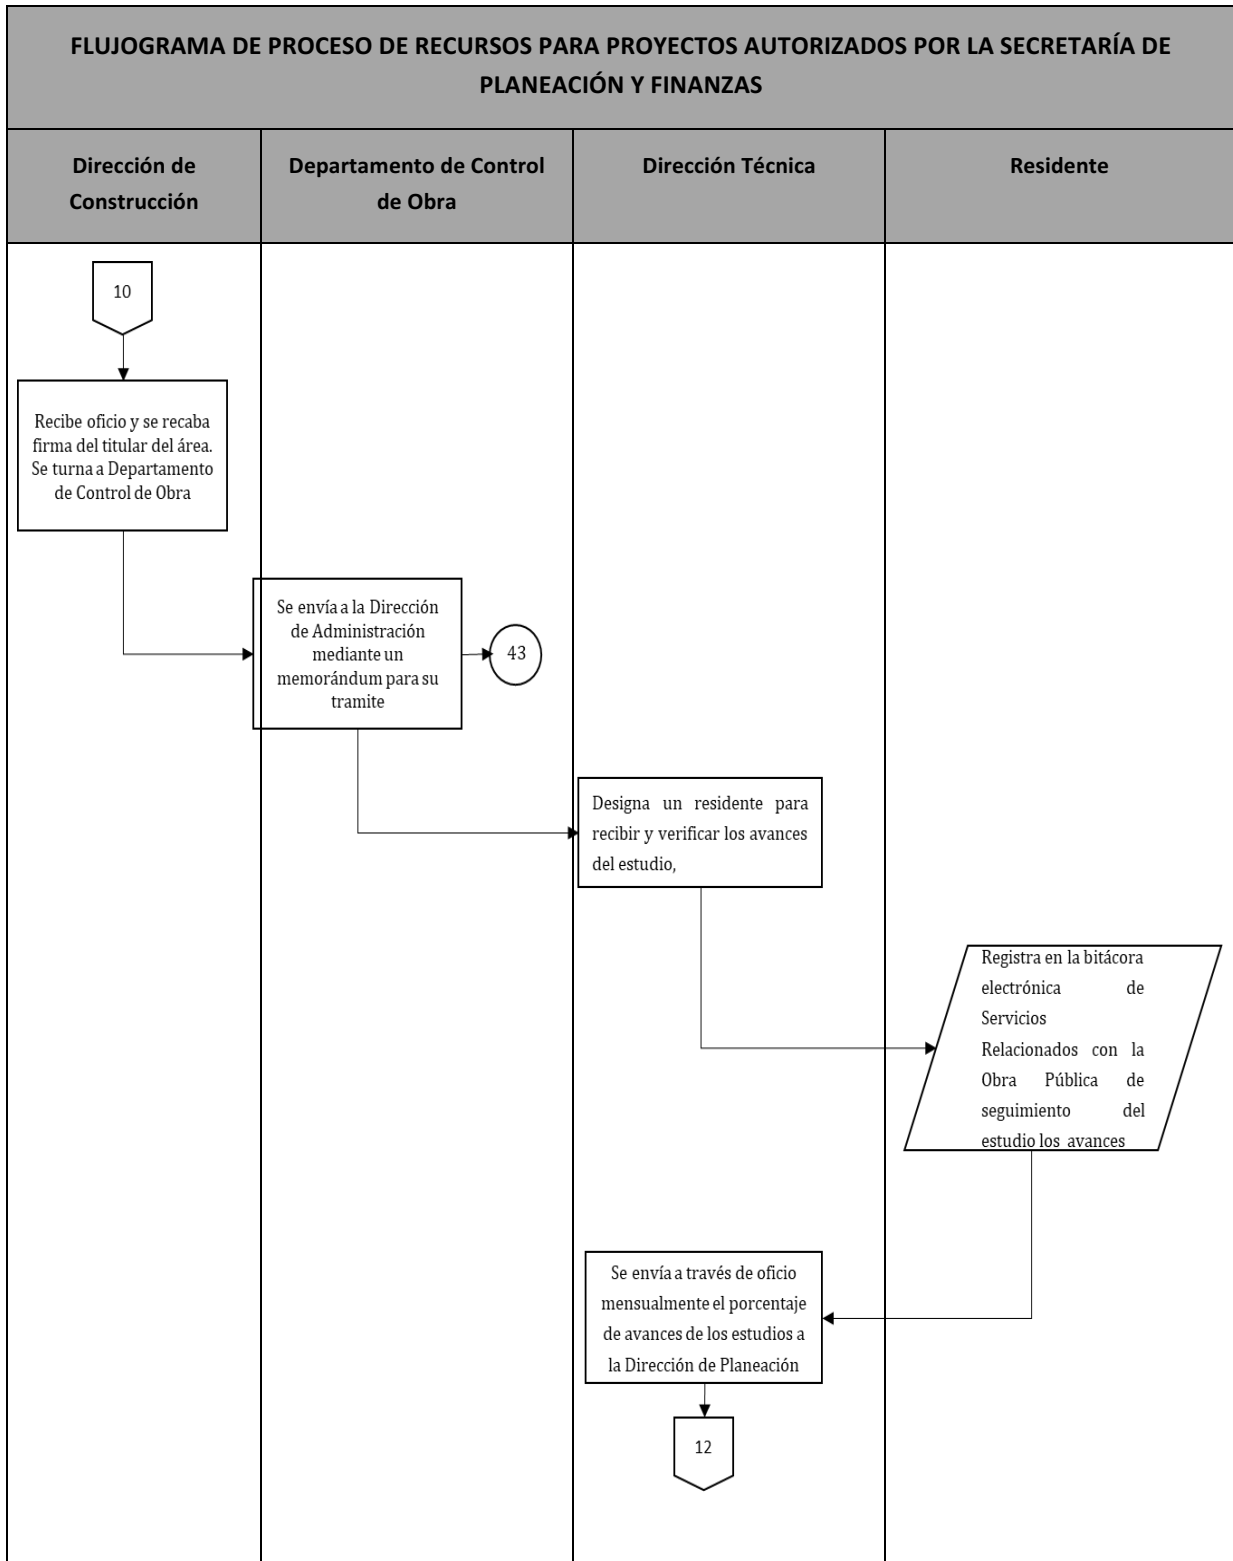 FLUJOGRAMA DE PROCESO DE RECURSOS PARA PROYECTOS AUTORIZADOS POR LA SECRETARÍA DE
PLANEACIÓN Y FINANZAS
Dirección de
Construcción
Departamento de Control
de Obra
Dirección Técnica
Residente
10
Recibe oficio y se recaba
firma del titular del área.
Se turna a Departamento
de Control de Obra
Se envía a la Dirección
de Administración
mediante un
memorándum para su
tramite
43
Designa un residente para
recibir y verificar los avances
del estudio,
Registra en la bitácora
electrónica de
Servicios
Relacionados con la
Obra Pública de
seguimiento del
estudio los avances
Se envía a través de oficio
mensualmente el porcentaje
de avances de los estudios a
la Dirección de Planeación
12